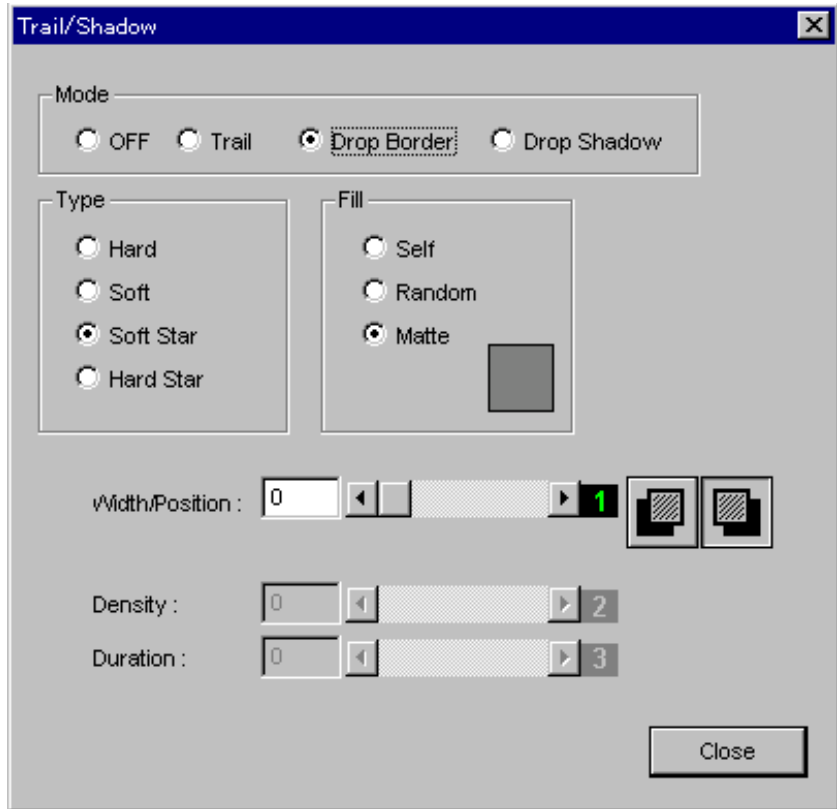 Trail/Shadow
Mode
OFF Trail Drop Border Drop Shadow
Type Fill
Hard Self
Soft Random
Soft Star Matte
Hard Star
Width/Position : 0 1
Density : 0 2
Duration : 0 3
Close